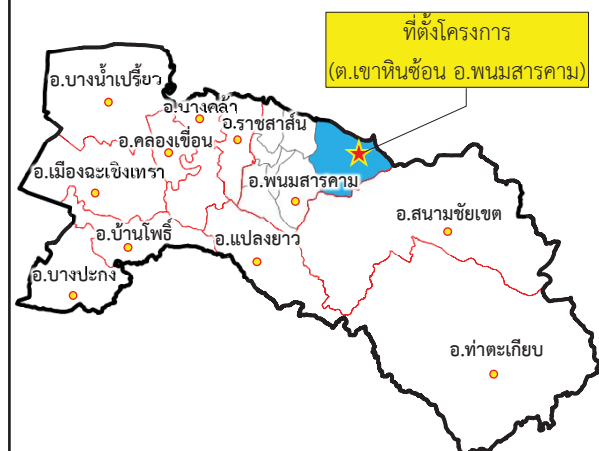 ที่ตั้งโครงการ
(ต.เขาหินซ้อน อ.พนมสารคาม)
อ.บางน้ำเปรี้ยว
อ.บางคล้า
อ.ราชสาส์น
อ.คลองเขื่อน
อ.เมืองฉะเชิงเทรา
อ.พนมสารคาม
อ.สนามชัยเขต
อ.บ้านโพธิ์
อ.แปลงยาว
อ.บางปะกง
อ.ท่าตะเกียบ